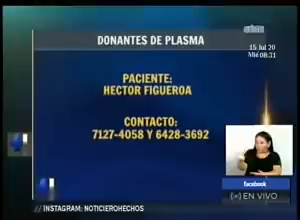 DONANTES DE PLASMA
15 Jul 20
Mié 08:31
PACIENTE:
HECTOR FIGUEROA
CONTACTO:
7127-4058 Y 6428-3692
facebook
EN VIVO
// INSTAGRAM: NOTICIEROHECHOS